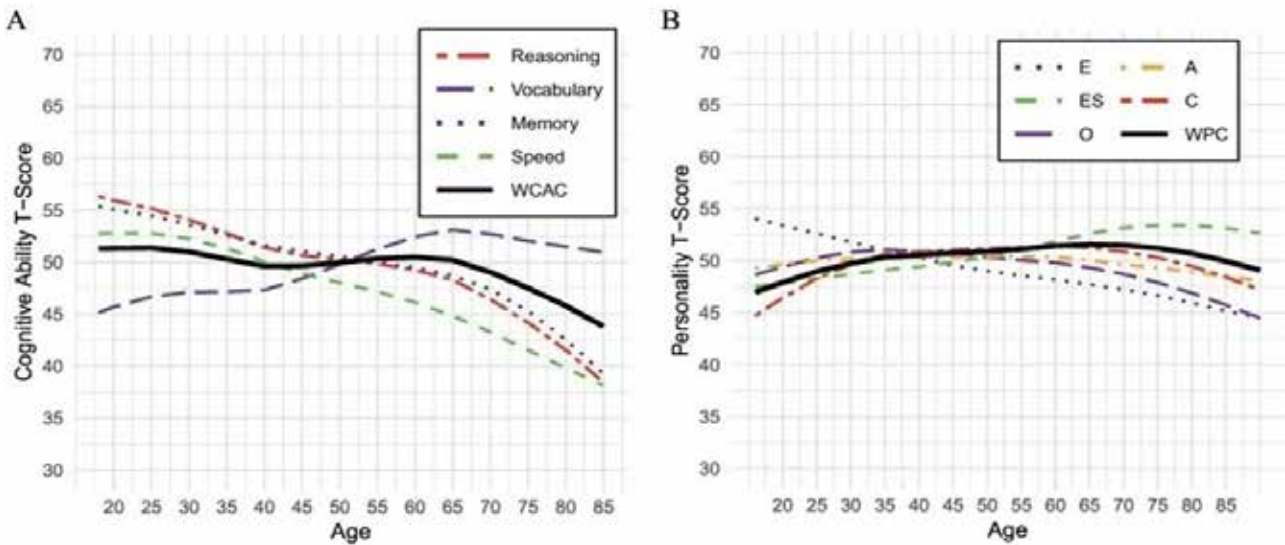 A
Cognitive Ability T-Score
70
65
60
55
50
45
40
35
30
20 25 30 35 40 45 50 55 60 65 70 75 80 85
Age
Reasoning
Vocabulary
Memory
Speed
WCAC
B
Personality T-Score
70
65
60
55
50
45
40
35
30
20 25 30 35 40 45 50 55 60 65 70 75 80 85
Age
E A
ES C
O WPC